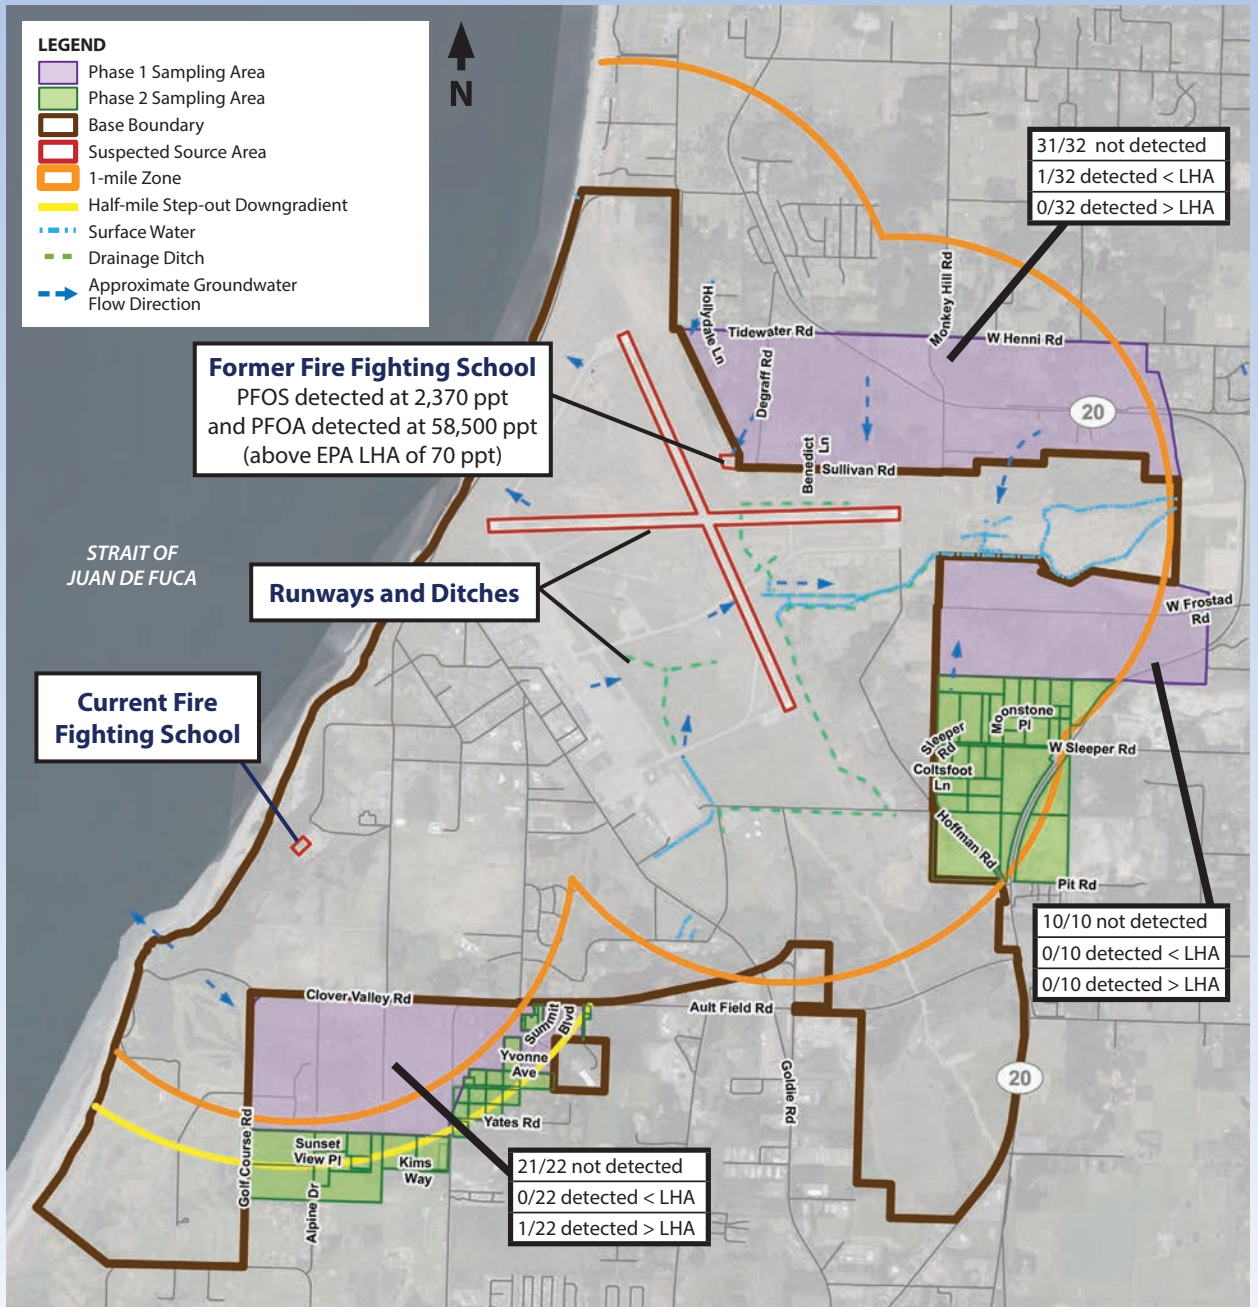 LEGEND
Phase 1 Sampling Area
Phase 2 Sampling Area
Base Boundary
Suspected Source Area
1-mile Zone
Half-mile Step-out Downgradient
Surface Water
Drainage Ditch
Approximate Groundwater
Flow Direction
N
31/32 not detected
1/32 detected < LHA
0/32 detected > LHA
Monkey Hill Rd
Hollydale Ln
Tidewater Rd
W Henni Rd
Degraff Rd
20
Former Fire Fighting School
PFOS detected at 2,370 ppt
and PFOA detected at 58,500 ppt
(above EPA LHA of 70 ppt)
Benedict
Ln
Sullivan Rd
STRAIT OF
JUAN DE FUCA
Runways and Ditches
W Frostad
Rd
Current Fire
Fighting School
Moonstone
Pl
Sleeper
Rd
W Sleeper Rd
Coltsfoot
Ln
Hoffman Rd
Pit Rd
10/10 not detected
0/10 detected < LHA
0/10 detected > LHA
Clover Valley Rd
Ault Field Rd
Summit
Blvd
Yvonne
Ave
Goldie Rd
20
Yates Rd
Golf Course Rd
Sunset
View Pl
Kims
Way
Alpine Dr
21/22 not detected
0/22 detected < LHA
1/22 detected > LHA